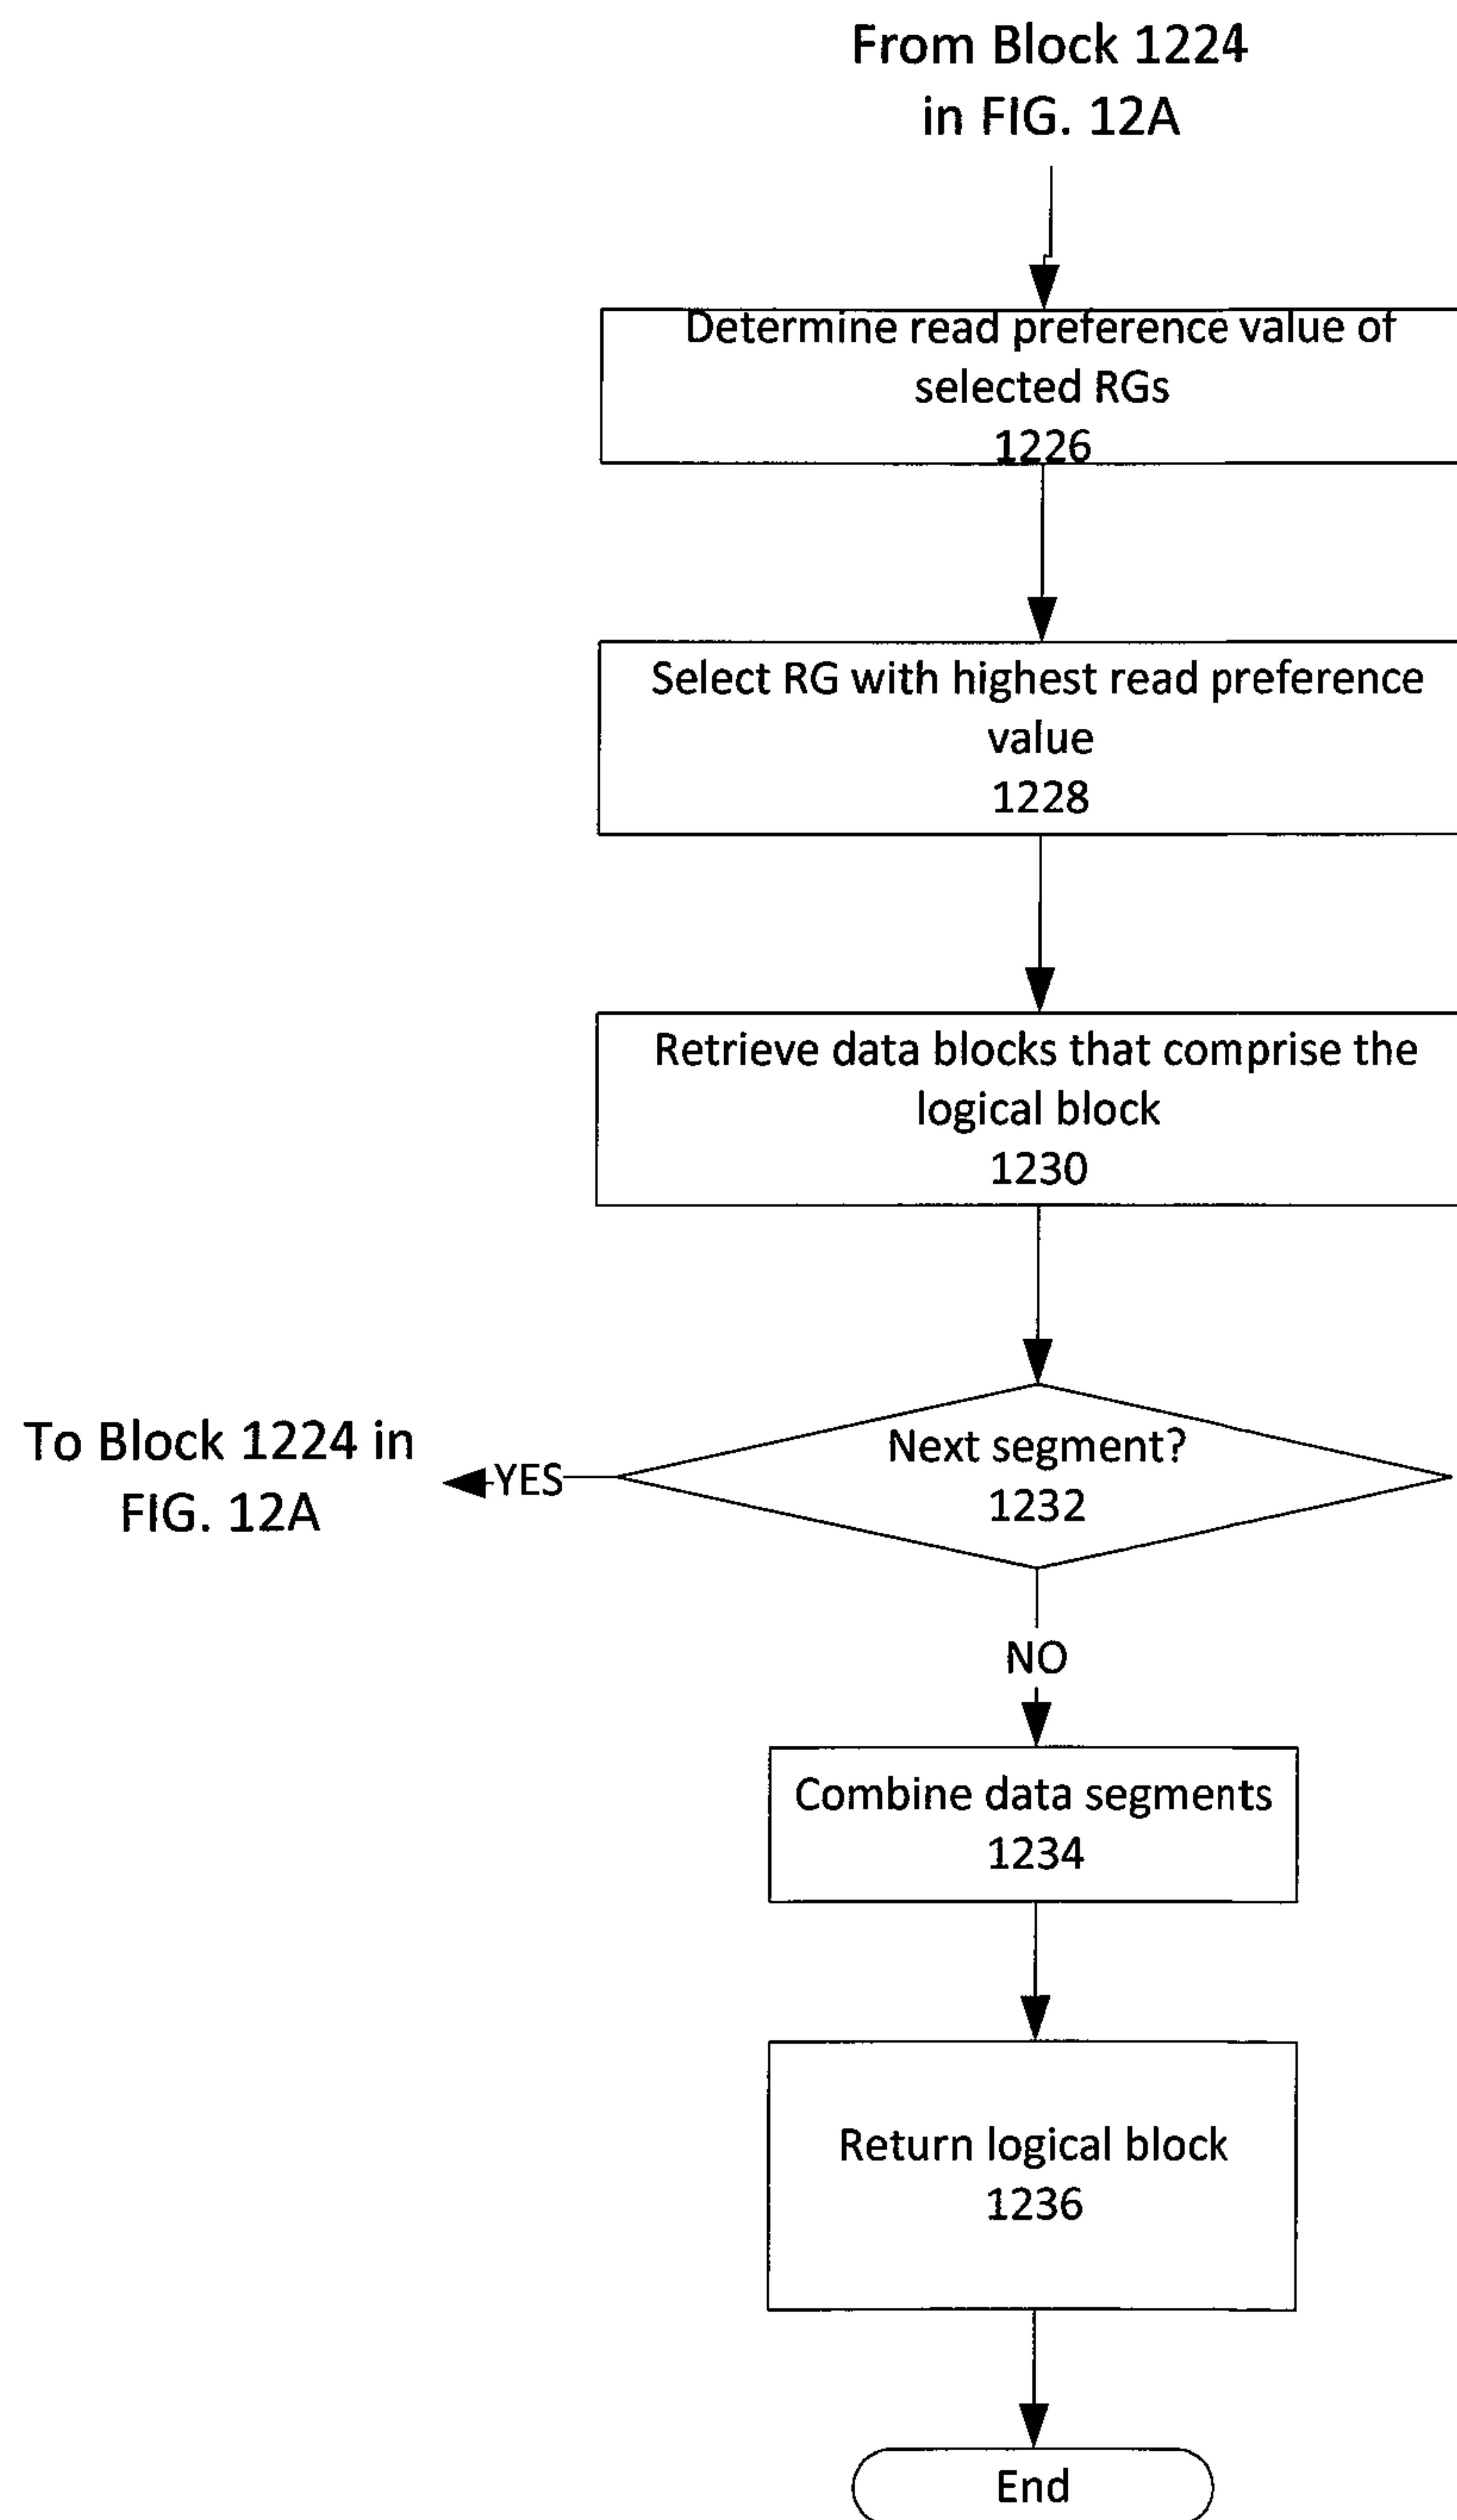 From Block 1224
in FIG. 12A
Determine read preference value of
selected RGs
1226
Select RG with highest read preference
value
1228
Retrieve data blocks that comprise the
logical block
1230
To Block 1224 in
FIG. 12A
YES
Next segment?
1232
NO
Combine data segments
1234
Return logical block
1236
End